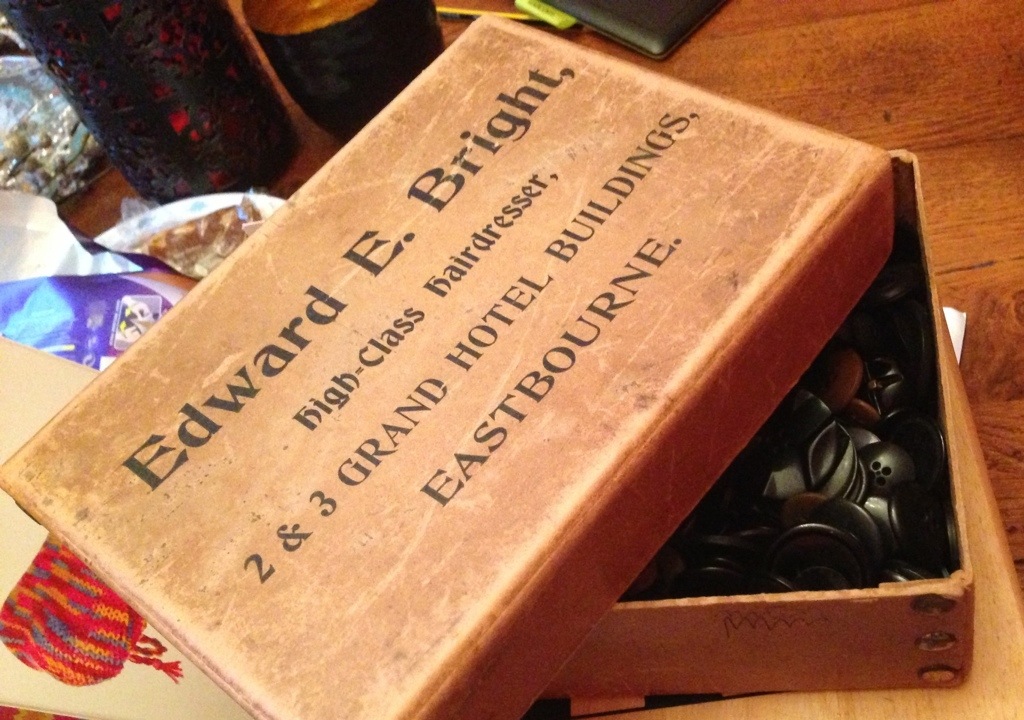 Edward E. Bright,
High-Class Hairdresser,
2 & 3 GRAND HOTEL BUILDINGS,
EASTBOURNE.